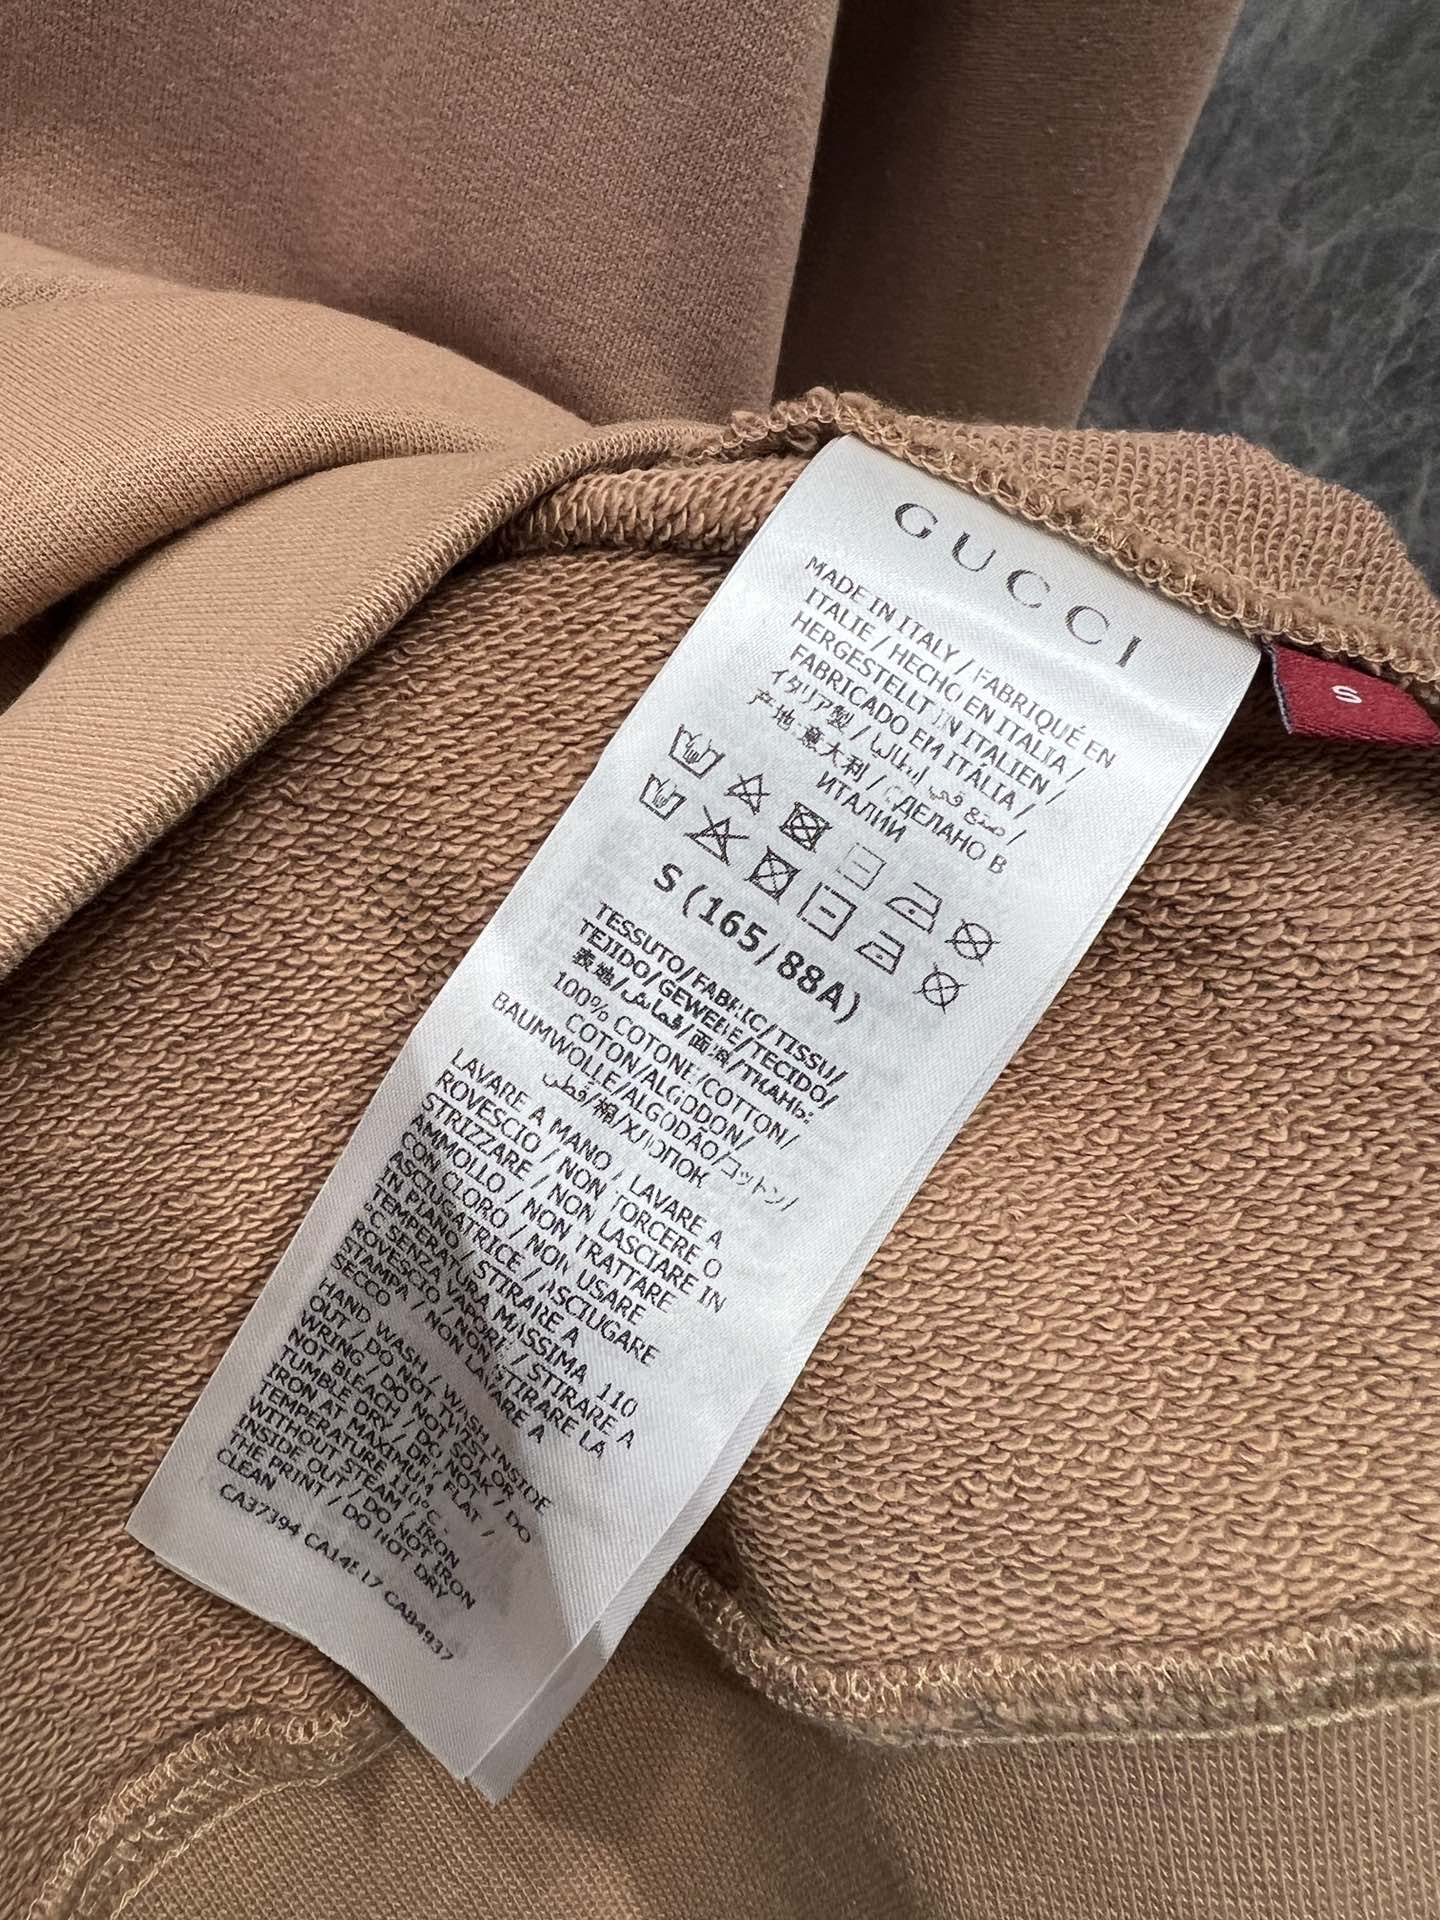 GUCCI
MADE IN ITALY / FABRIQUÉ EN
ITALIE / HECHO EN ITALIA /
HERGESTELLT IN ITALIEN /
FABRICADO EM ITÁLIA /
イタリア製 / صنع في إيطاليا /
产地:意大利 / СДЕЛАНО В
ИТАЛИИ
S
S (165/88A)
TESSUTO/FABRIC/TISSU/
TEJIDO/GEWEBE/TECIDO/
表地/قماش/面料/ТКАНЬ:
100% COTONE/COTTON/
COTON/ALGODON/
BAUMWOLLE/ALGODÃO/コットン/
قطن/棉/ХЛОПОК
LAVARE A MANO / LAVARE A
ROVESCIO / NON TORCERE O
STRIZZARE / NON LASCIARE IN
AMMOLLO / NON TRATTARE
CON CLORO / NON USARE
ASCIUGATRICE / ASCIUGARE
IN PIANO / STIRARE A
TEMPERATURA MASSIMA 110
°C SENZA VAPORE / STIRARE A
ROVESCIO / NON STIRARE LA
STAMPA / NON LAVARE A
SECCO
HAND WASH / WASH INSIDE
OUT / DO NOT TWIST OR
WRING / DO NOT SOAK / DO
NOT BLEACH / DO NOT
TUMBLE DRY / DRY FLAT /
IRON AT MAXIMUM
TEMPERATURE 110°C
WITHOUT STEAM / IRON
INSIDE OUT / DO NOT IRON
THE PRINT / DO NOT DRY
CLEAN
CA37394 CA84937